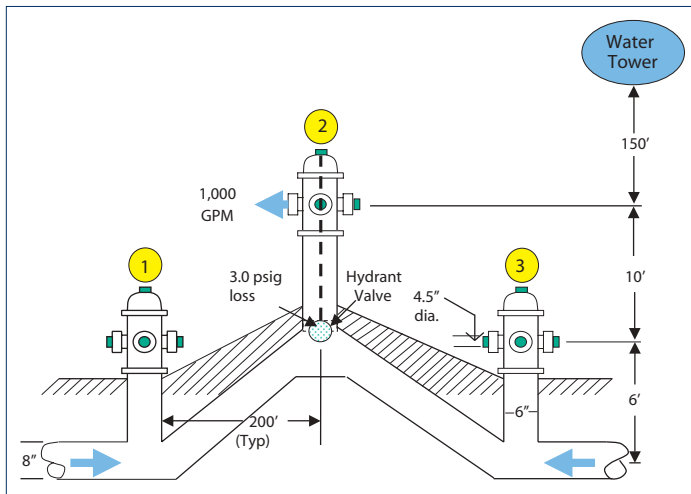 Water
Tower
2
150’
1,000
GPM
1
3.0 psig
loss
Hydrant
Valve
3
10’
4.5”
dia.
200’
(Typ)
6”
6’
8”